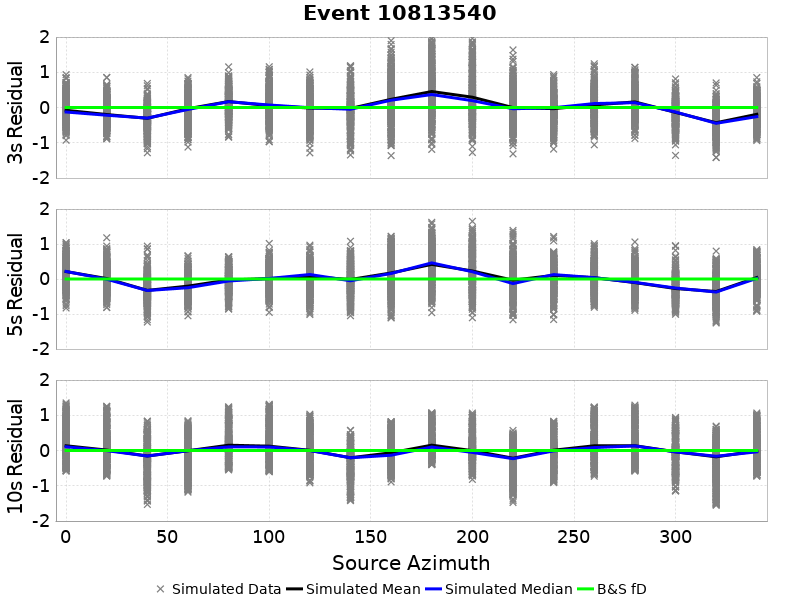 Event 10813540
3s Residual
2
1
0
-1
-2
5s Residual
2
1
0
-1
-2
10s Residual
2
1
0
-1
-2
0 50 100 150 200 250 300
Source Azimuth
Simulated Data Simulated Mean Simulated Median B&S fD